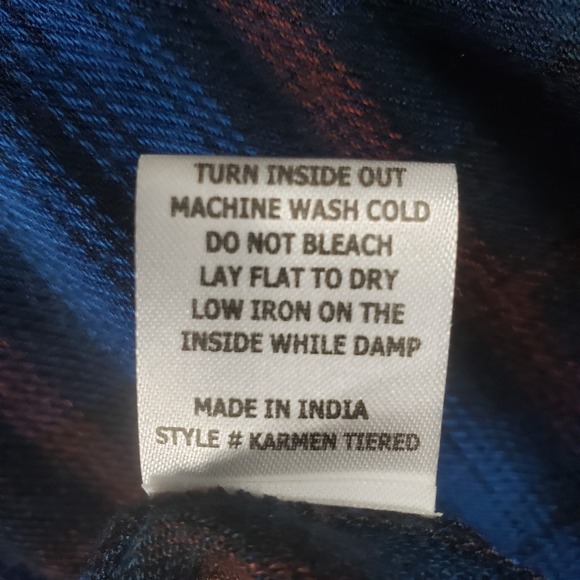 TURN INSIDE OUT
MACHINE WASH COLD
DO NOT BLEACH
LAY FLAT TO DRY
LOW IRON ON THE
INSIDE WHILE DAMP
MADE IN INDIA
STYLE # KARMEN TIERED